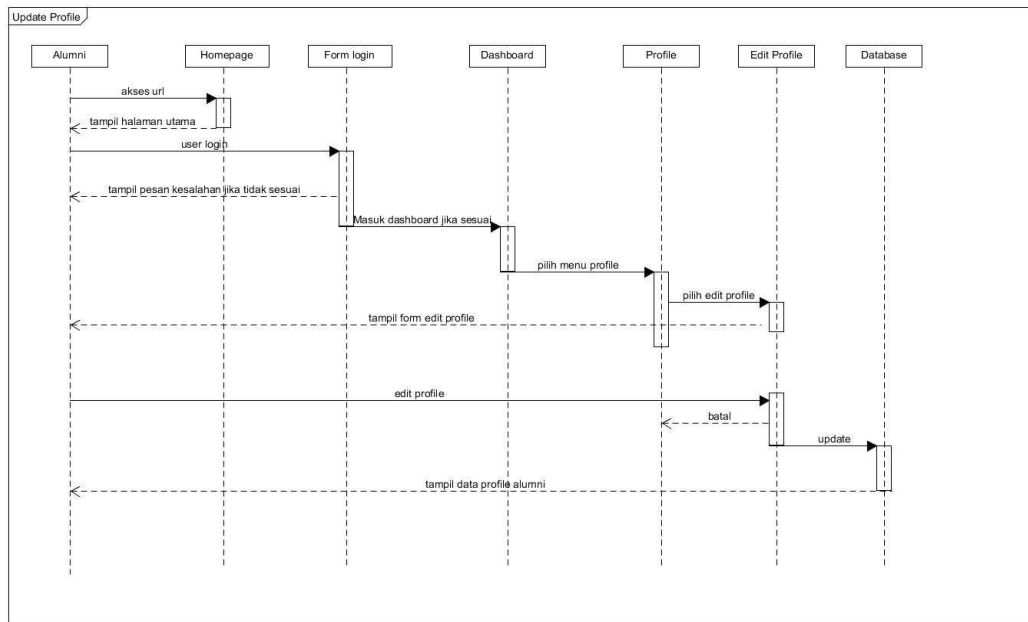 Update Profile
Alumni
Homepage
Form login
Dashboard
Profile
Edit Profile
Database
akses url
tampil halaman utama
user login
tampil pesan kesalahan jika tidak sesuai
Masuk dashboard jika sesuai
pilih menu profile
pilih edit profile
tampil form edit profile
edit profile
batal
update
tampil data profile alumni